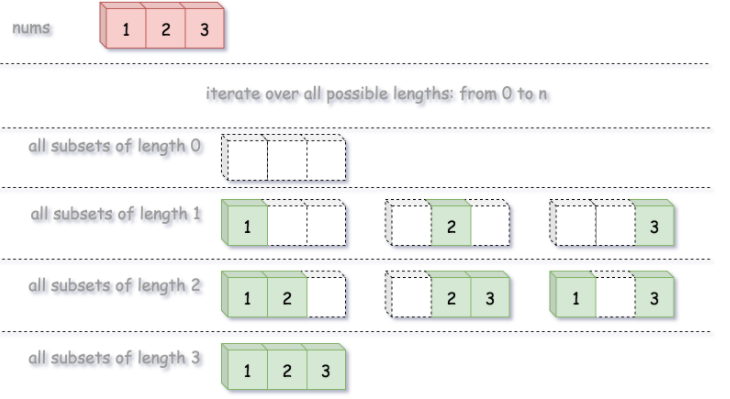 nums 1 2 3
iterate over all possible lengths: from 0 to n
all subsets of length 0
all subsets of length 1 1 2 3
all subsets of length 2 1 2 2 3 1 3
all subsets of length 3 1 2 3